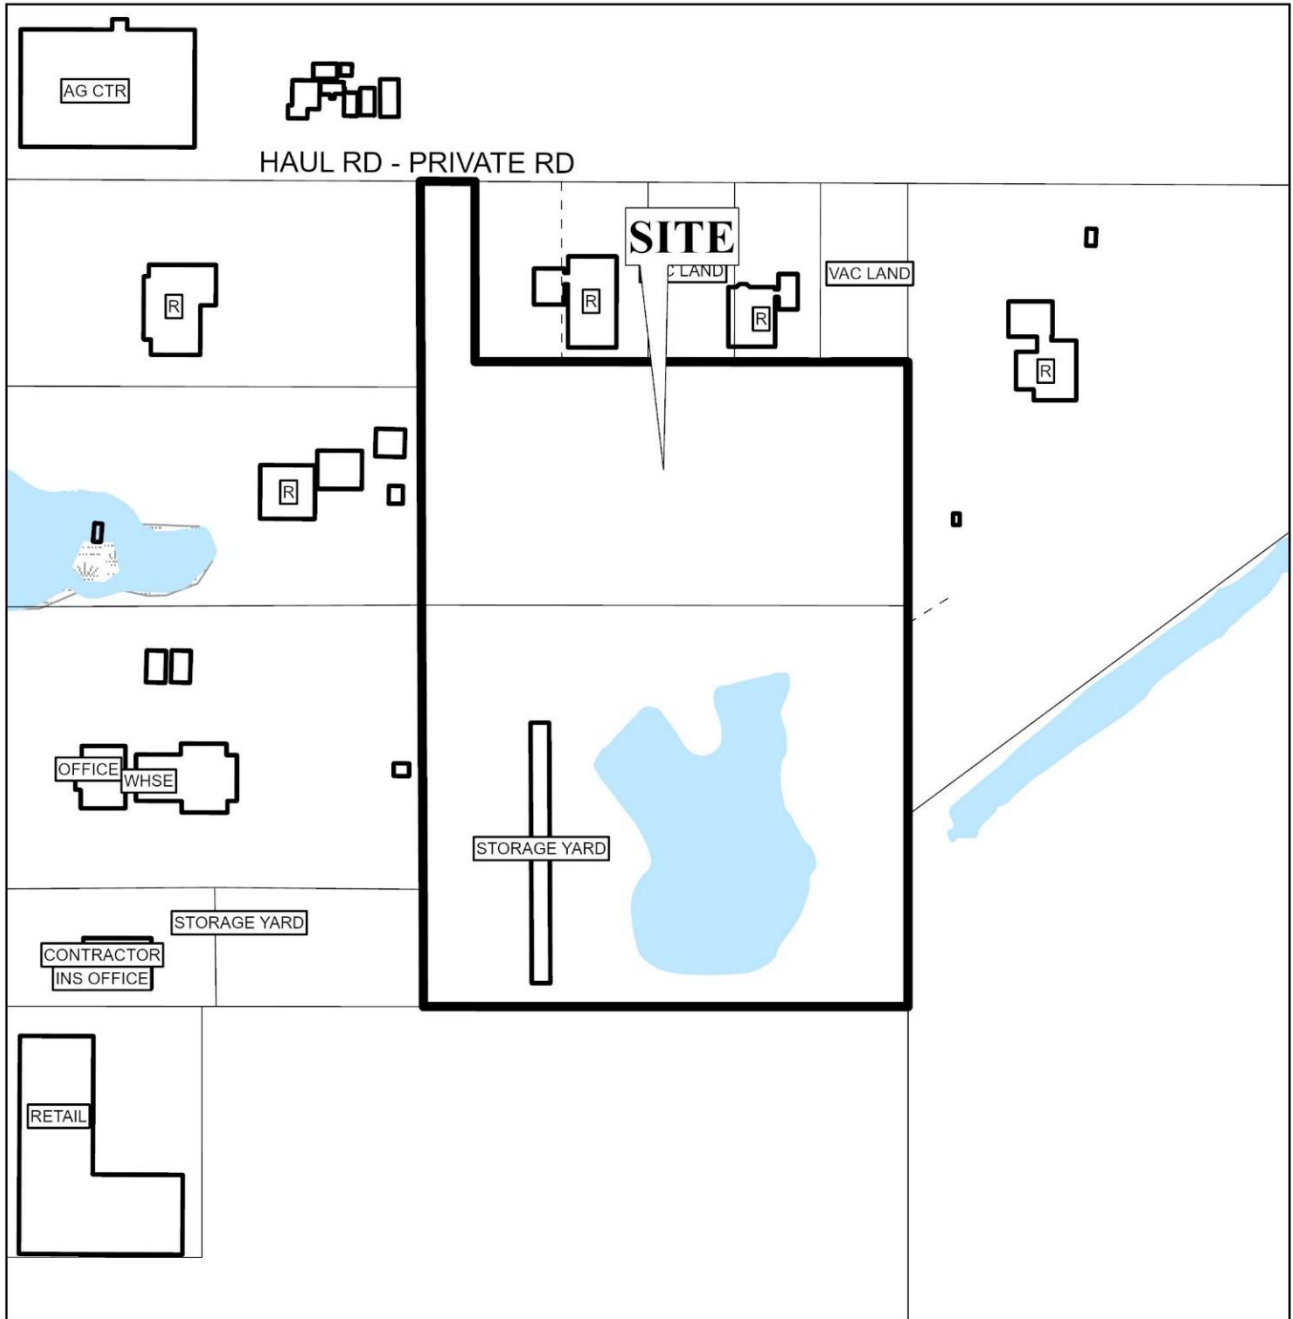 AG CTR
HAUL RD - PRIVATE RD
SITE
C LAND
VAC LAND
R
R
R
R
R
OFFICE
WHSE
STORAGE YARD
STORAGE YARD
CONTRACTOR
INS OFFICE
RETAIL